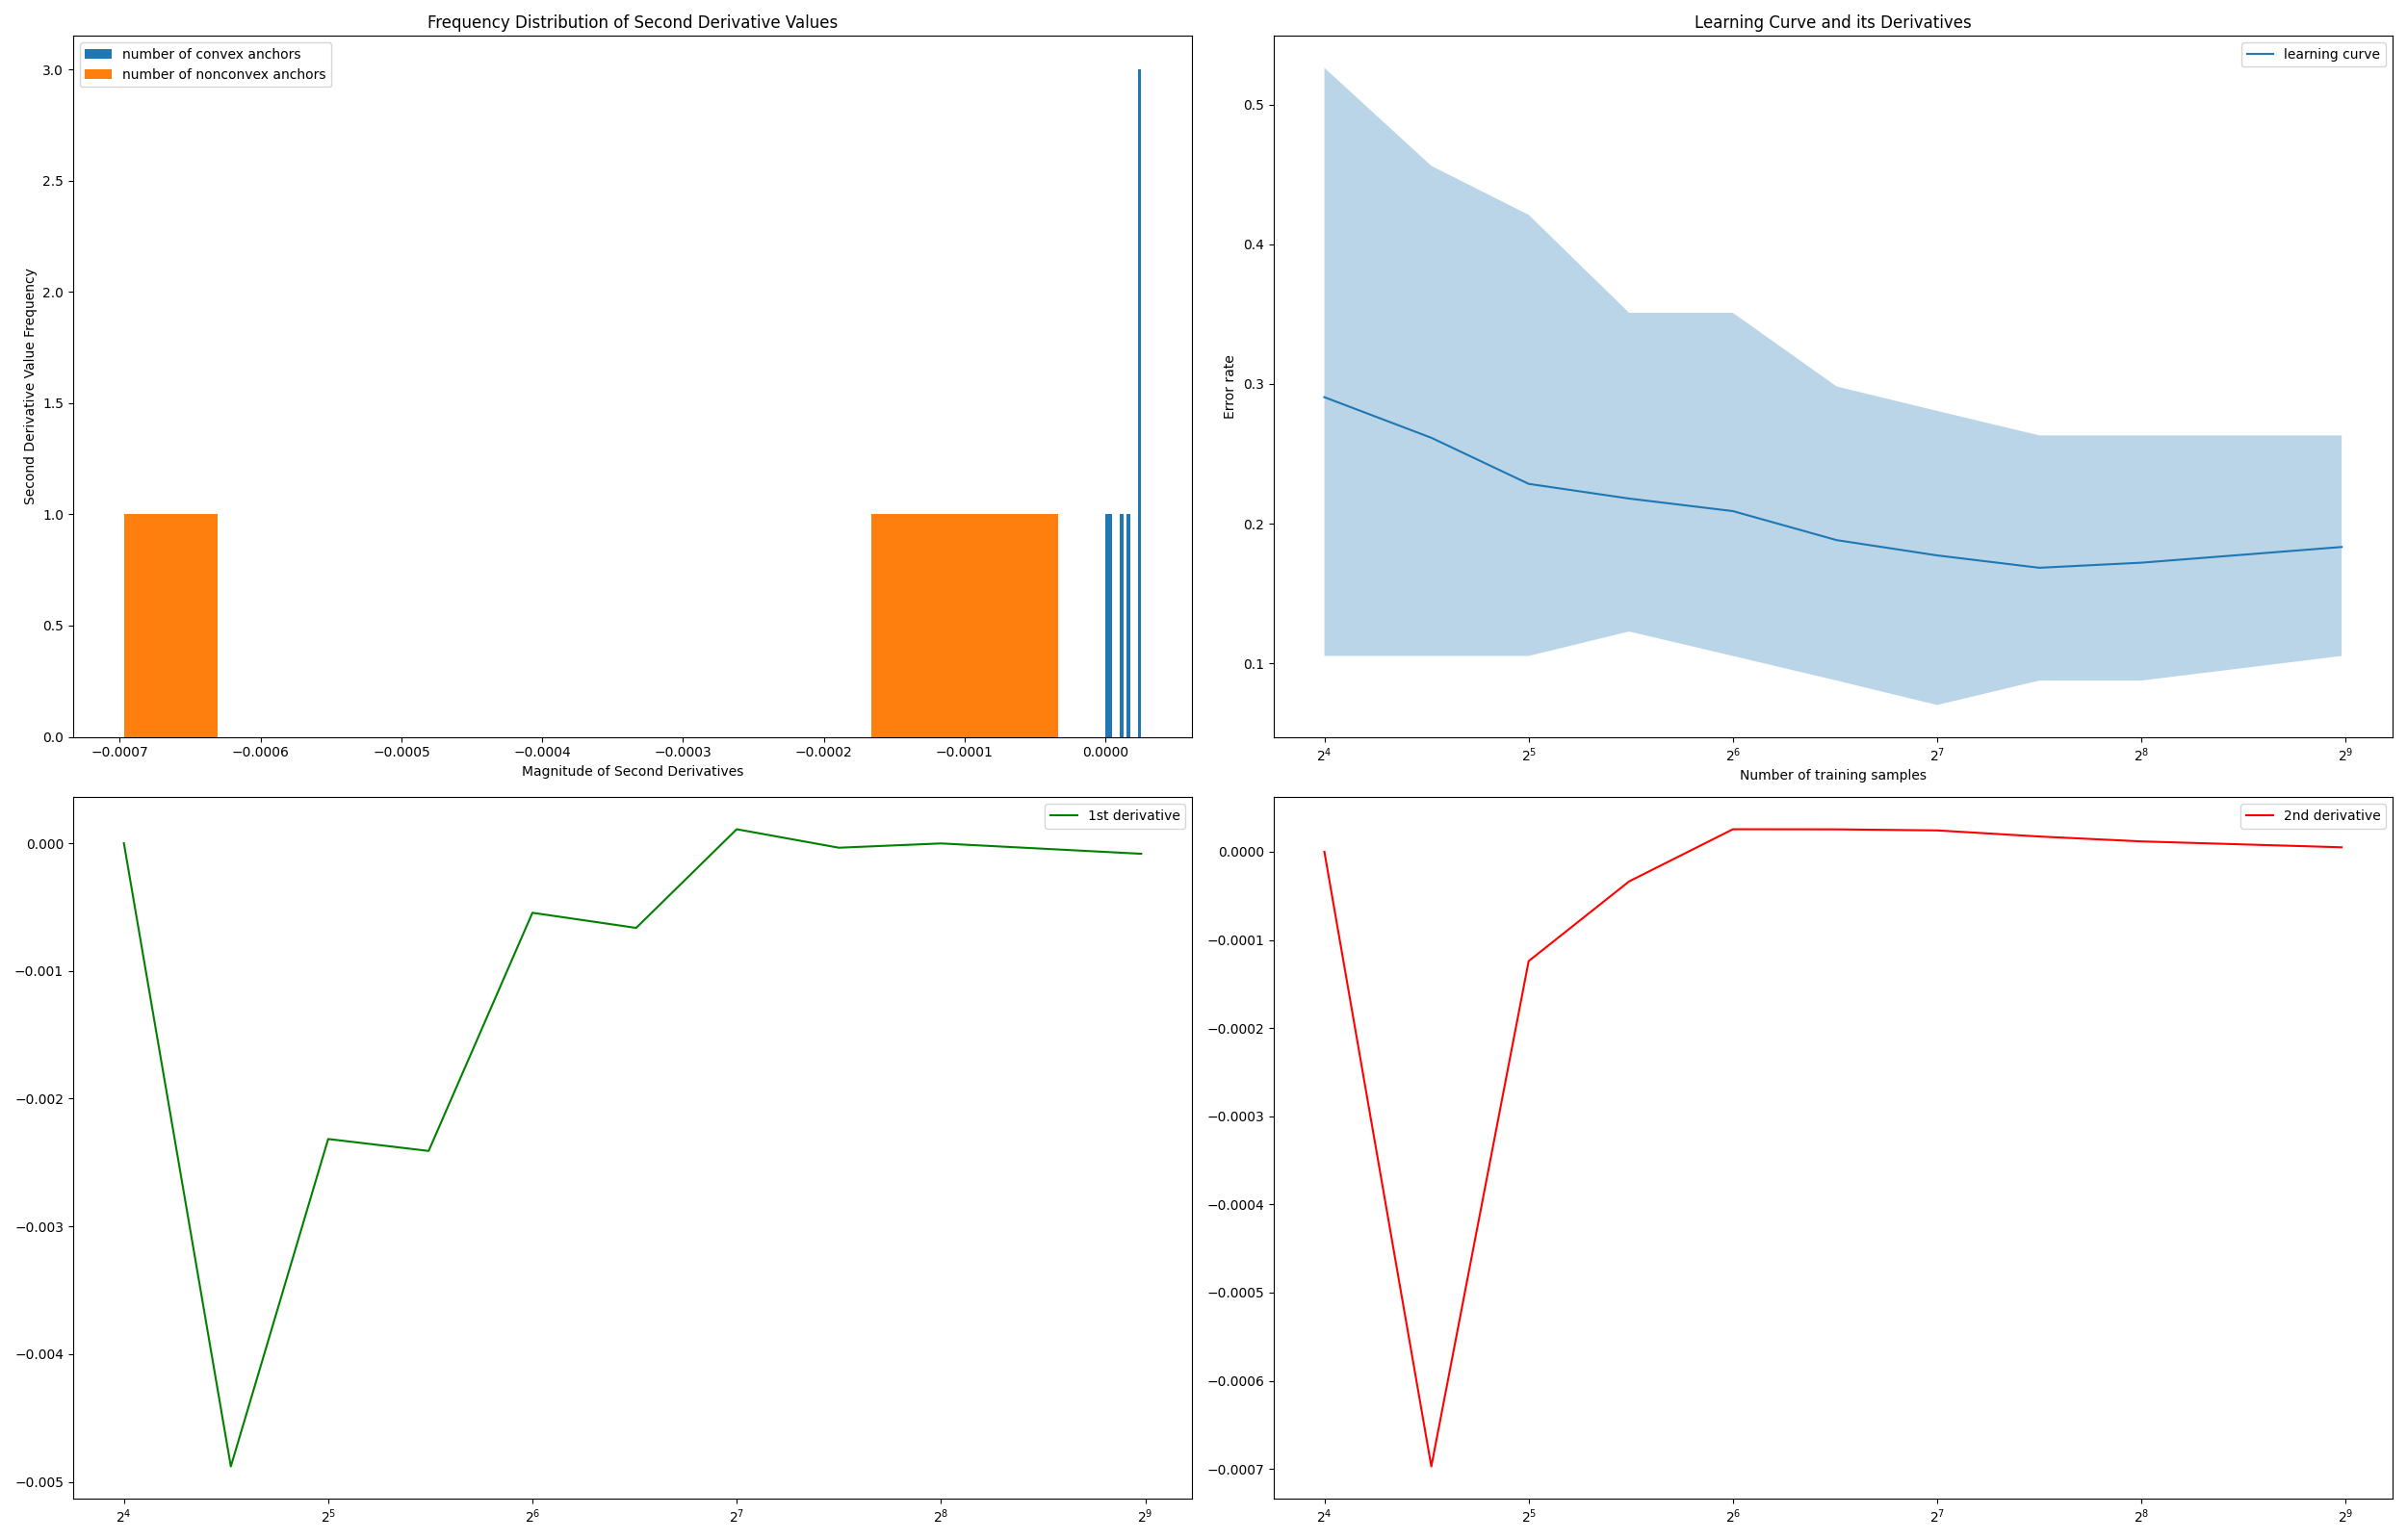 Frequency Distribution of Second Derivative Values
number of convex anchors
number of nonconvex anchors
Second Derivative Value Frequency
3.0
2.5
2.0
1.5
1.0
0.5
0.0
−0.0007 −0.0006 −0.0005 −0.0004 −0.0003 −0.0002 −0.0001 0.0000
Magnitude of Second Derivatives
Learning Curve and its Derivatives
learning curve
Error rate
0.5
0.4
0.3
0.2
0.1
2⁴ 2⁵ 2⁶ 2⁷ 2⁸ 2⁹
Number of training samples
1st derivative
0.000
−0.001
−0.002
−0.003
−0.004
−0.005
2⁴ 2⁵ 2⁶ 2⁷ 2⁸ 2⁹
2nd derivative
0.0000
−0.0001
−0.0002
−0.0003
−0.0004
−0.0005
−0.0006
−0.0007
2⁴ 2⁵ 2⁶ 2⁷ 2⁸ 2⁹